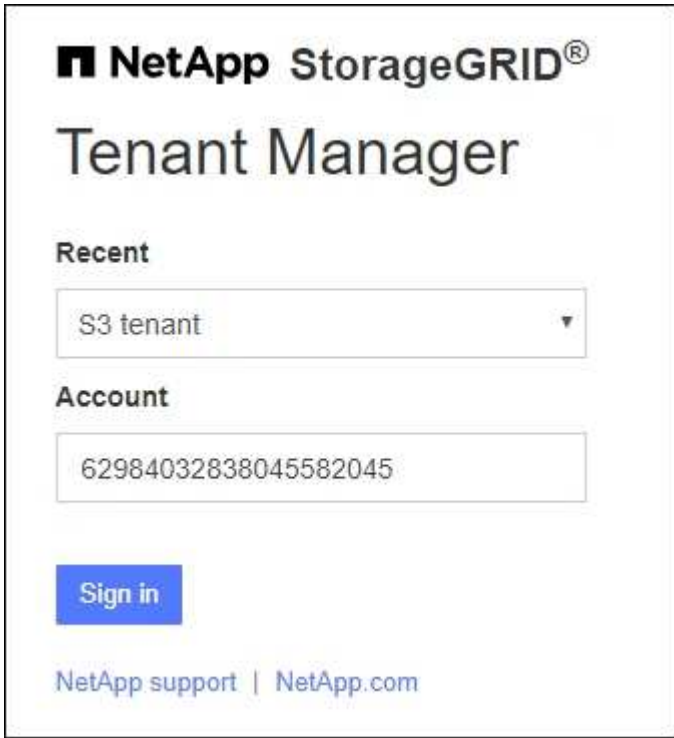 NetApp StorageGRID®
Tenant Manager
Recent
S3 tenant
Account
62984032838045582045
Sign in
NetApp support | NetApp.com